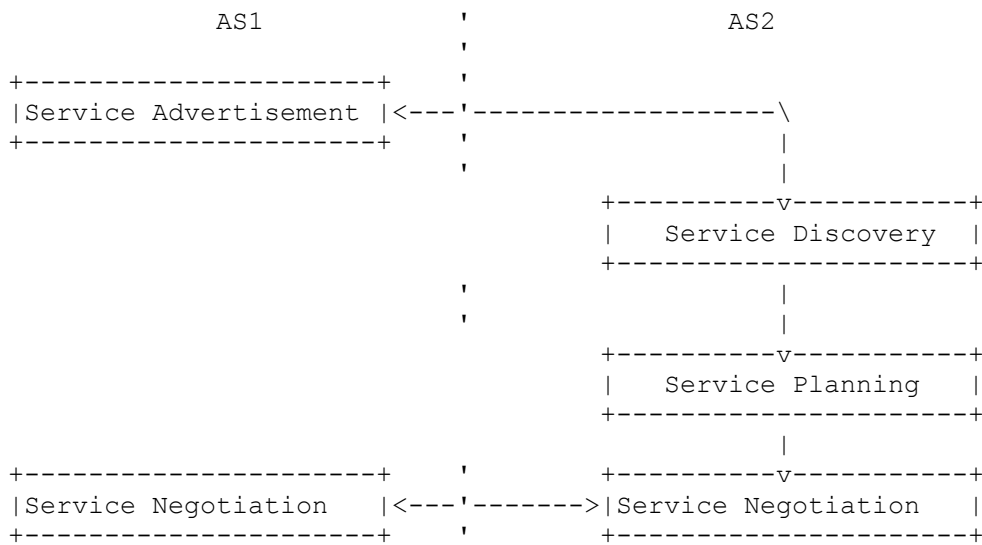 AS1 AS2
Service Advertisement
Service Discovery
Service Planning
Service Negotiation Service Negotiation